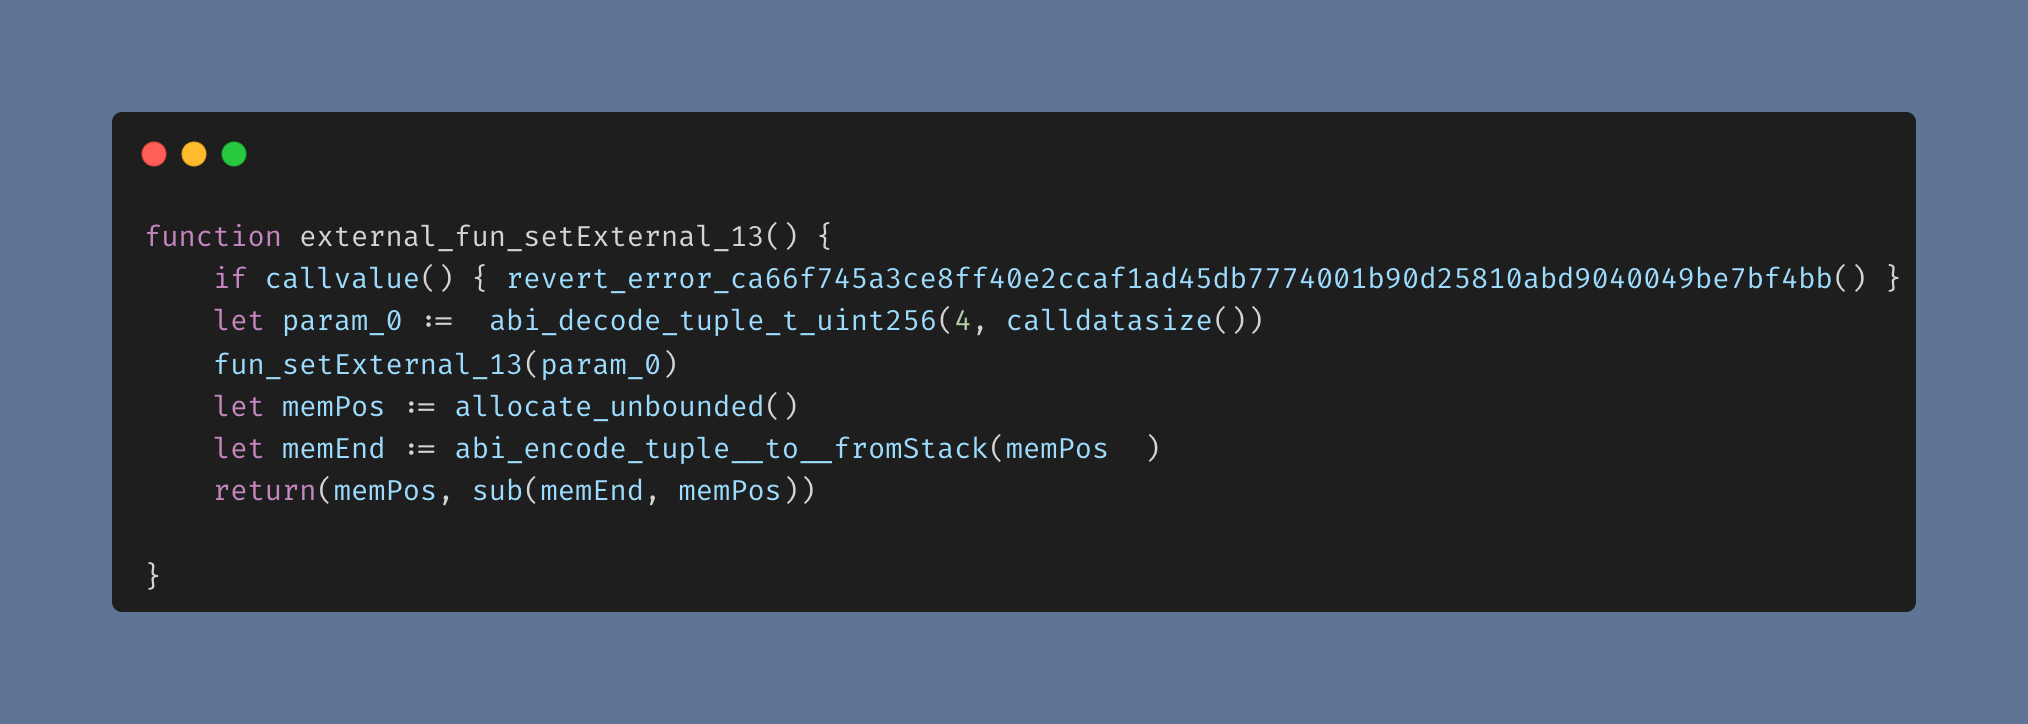 function external_fun_setExternal_13() {
    if callvalue() { revert_error_ca66f745a3ce8ff40e2ccaf1ad45db7774001b90d25810abd9040049be7bf4bb() }
    let param_0 :=  abi_decode_tuple_t_uint256(4, calldatasize())
    fun_setExternal_13(param_0)
    let memPos := allocate_unbounded()
    let memEnd := abi_encode_tuple__to__fromStack(memPos  )
    return(memPos, sub(memEnd, memPos))
}